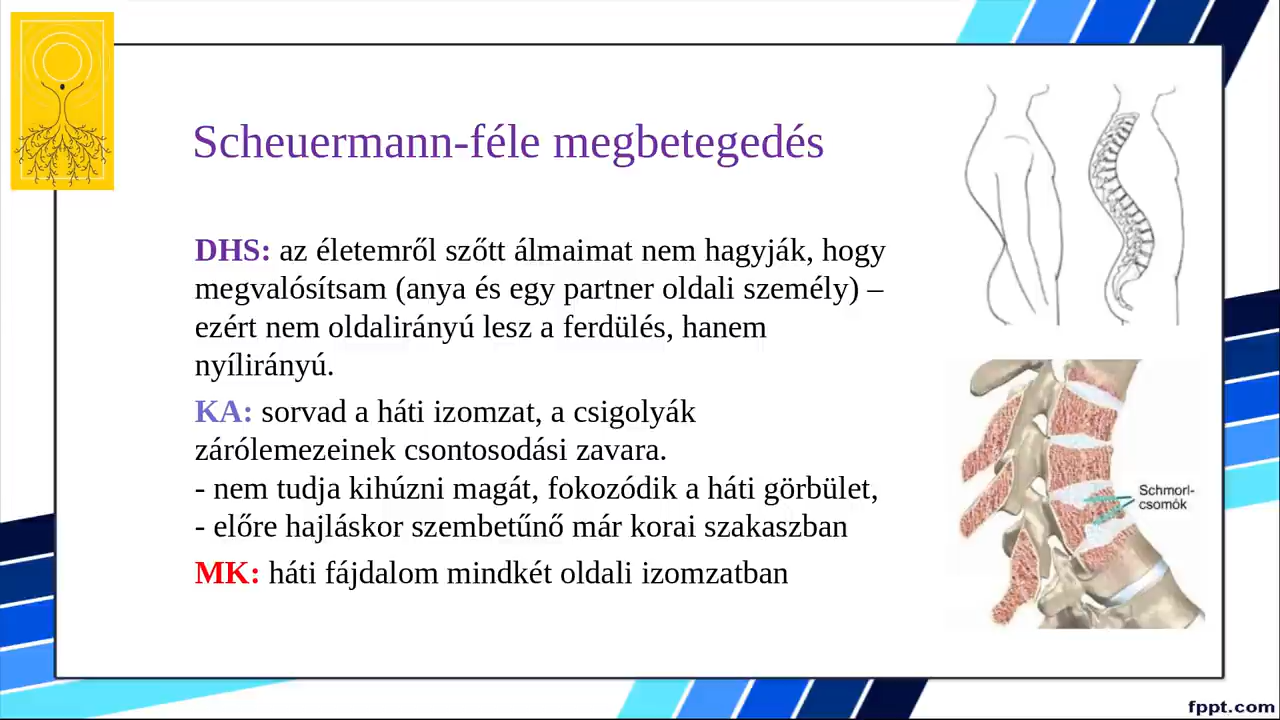 Scheuermann-féle megbetegedés
DHS: az életemről szőtt álmaimat nem hagyják, hogy
megvalósítsam (anya és egy partner oldali személy) –
ezért nem oldalirányú lesz a ferdülés, hanem
nyílirányú.
KA: sorvad a háti izomzat, a csigolyák
zárólemezeinek csontosodási zavara.
- nem tudja kihúzni magát, fokozódik a háti görbület,
- előre hajláskor szembetűnő már korai szakaszban
MK: háti fájdalom mindkét oldali izomzatban
Schmorl-
csomók
fppt.com